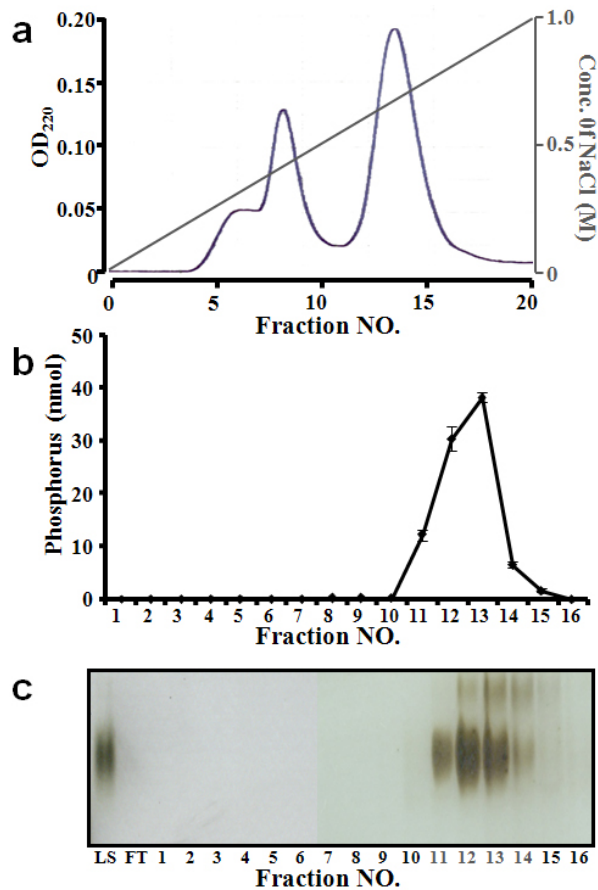 a
0.20
0.15
0.10
0.05
0
OD220
1.0
0.5
0
Conc. 0f NaCl (M)
0 5 10 15 20
Fraction NO.
b
50
40
30
20
10
0
Phosphorus (nmol)
1 2 3 4 5 6 7 8 9 10 11 12 13 14 15 16
Fraction NO.
c
LS FT 1 2 3 4 5 6 7 8 9 10 11 12 13 14 15 16
Fraction NO.